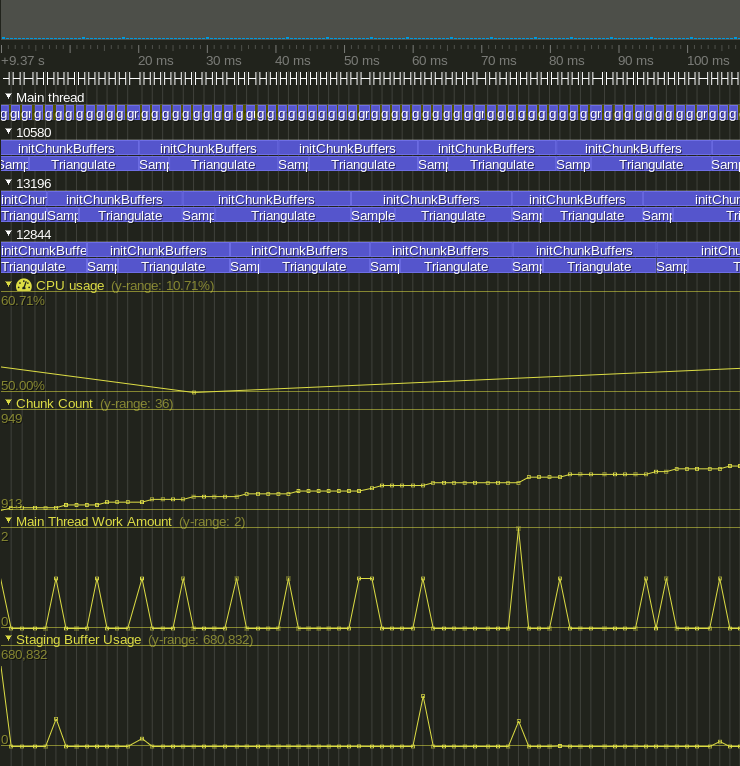 +9.37 s 20 ms 30 ms 40 ms 50 ms 60 ms 70 ms 80 ms 90 ms 100 ms
Main thread
10580
initChunkBuffers initChunkBuffers initChunkBuffers initChunkBuffers initChunkBuffers
Samp Triangulate Samp Triangulate Samp Triangulate Samp Triangulate Samp Triangulate Samp
13196
initChur initChunkBuffers initChunkBuffers initChunkBuffers initChunkBuffers initChur
Triangul Samp Triangulate Samp Triangulate Sample Triangulate Samp Triangulate Samp Tri
12844
initChunkBuffe initChunkBuffers initChunkBuffers initChunkBuffers initChunkBuffers initChu
Triangulate Samp Triangulate Samp Triangulate Samp Triangulate Samp Triangulate Samp T
CPU usage (y-range: 10.71%)
60.71%
50.00%
Chunk Count (y-range: 36)
949
913
Main Thread Work Amount (y-range: 2)
2
0
Staging Buffer Usage (y-range: 680,832)
680,832
0